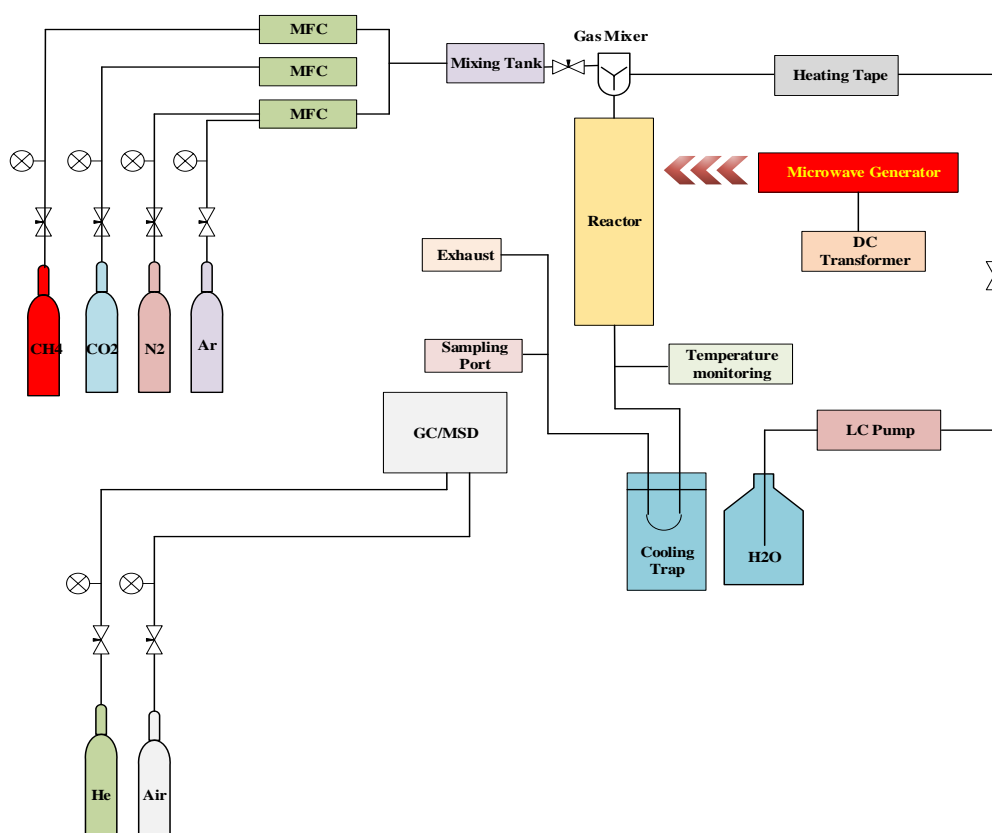 Gas Mixer
MFC
MFC
MFC
Mixing Tank
Heating Tape
Microwave Generator
Reactor
DC
Transformer
Exhaust
CH4
CO2
N2
Ar
Sampling
Port
Temperature
monitoring
GC/MSD
LC Pump
Cooling
Trap
H2O
He
Air